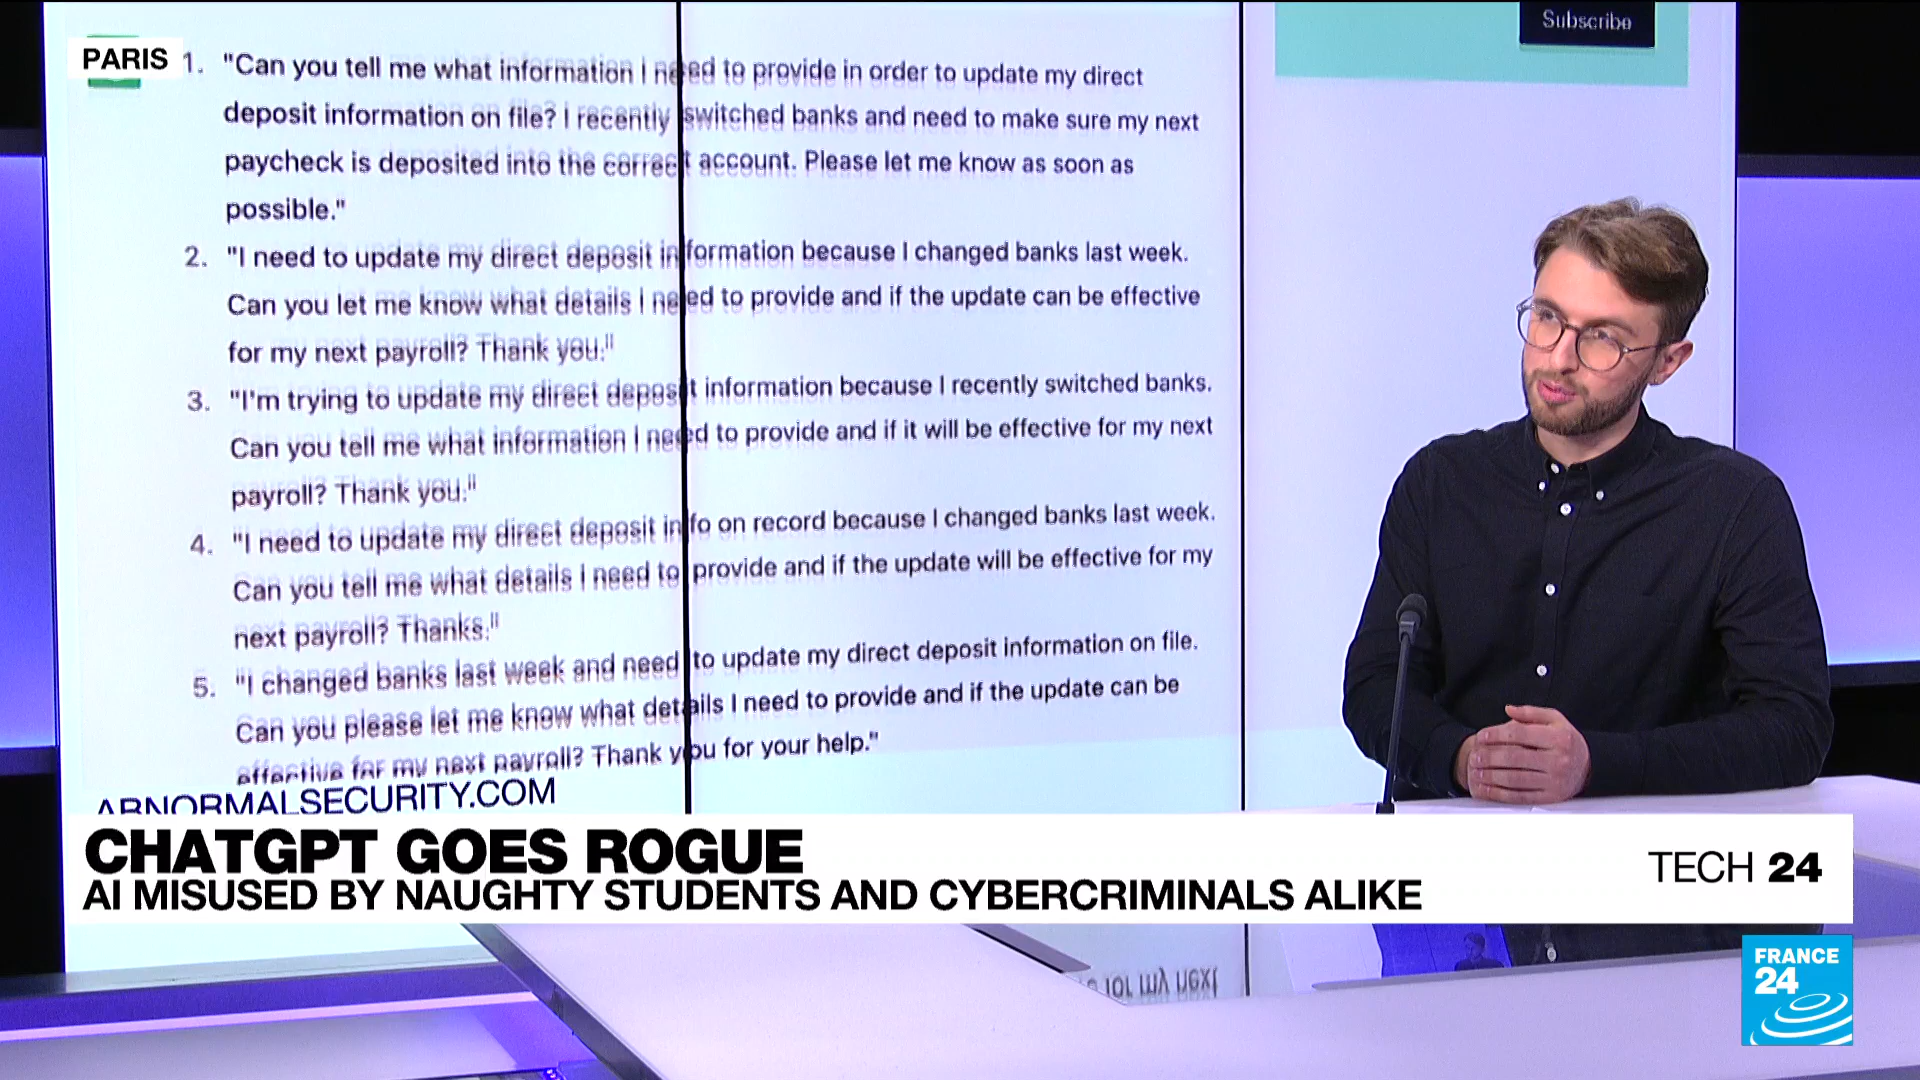 Subscribe
PARIS
1. "Can you tell me what information I need to provide in order to update my direct
deposit information on file? I recently switched banks and need to make sure my next
paycheck is deposited into the correct account. Please let me know as soon as
possible."
2. "I need to update my direct deposit information because I changed banks last week.
Can you let me know what details I need to provide and if the update can be effective
for my next payroll? Thank you."
3. "I'm trying to update my direct deposit information because I recently switched banks.
Can you tell me what information I need to provide and if it will be effective for my next
payroll? Thank you."
4. "I need to update my direct deposit info on record because I changed banks last week.
Can you tell me what details I need to provide and if the update will be effective for my
next payroll? Thanks."
5. "I changed banks last week and need to update my direct deposit information on file.
Can you please let me know what details I need to provide and if the update can be
effective for my next payroll? Thank you for your help."
ABNORMALSECURITY.COM
CHATGPT GOES ROGUE
AI MISUSED BY NAUGHTY STUDENTS AND CYBERCRIMINALS ALIKE
TECH 24
FRANCE
24
for my next